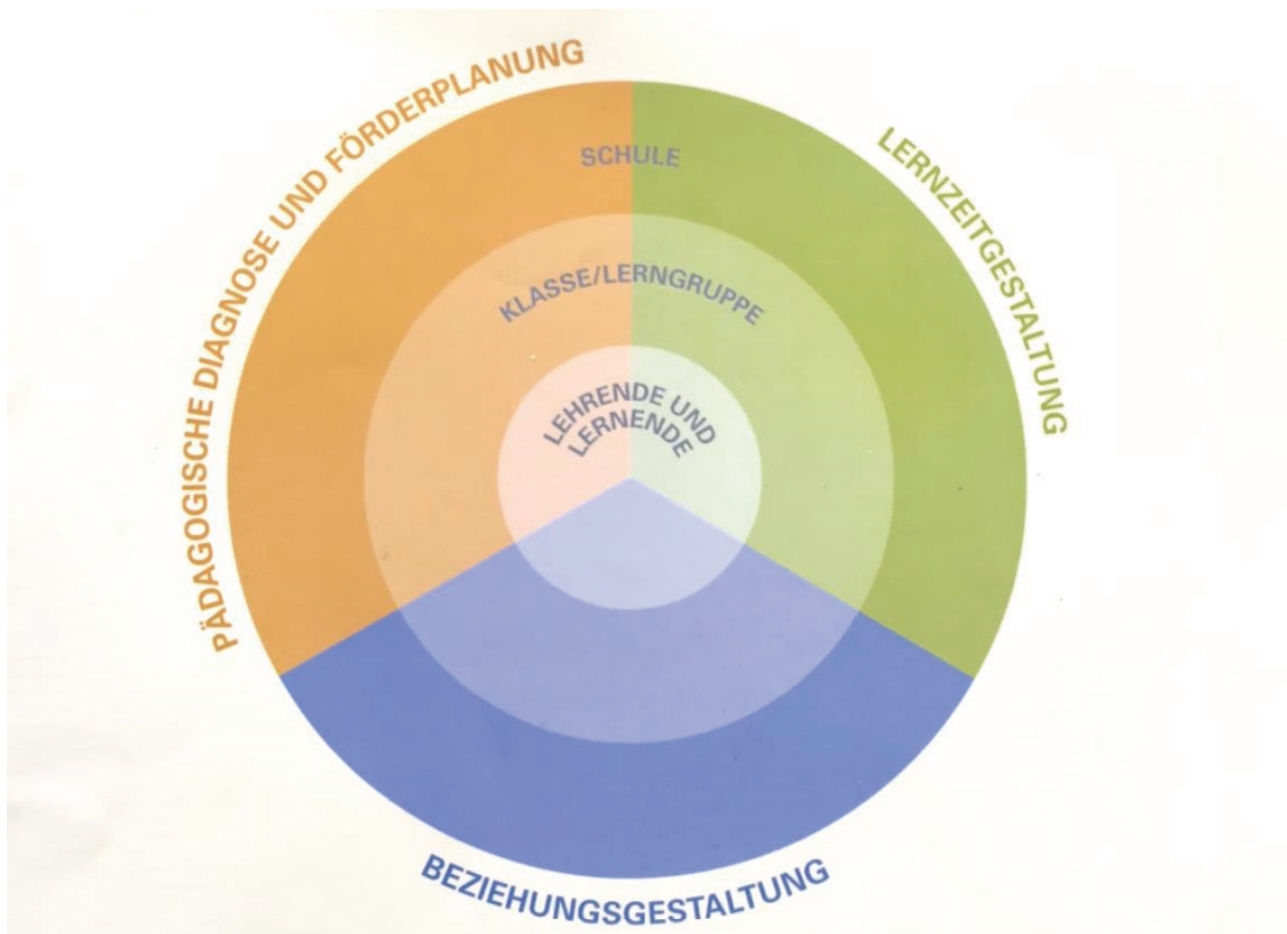 PÄDAGOGISCHE DIAGNOSE UND FÖRDERPLANUNG
LERNZEITGESTALTUNG
SCHULE
KLASSE/LERNGRUPPE
LEHRENDE UND
LERNENDE
BEZIEHUNGSGESTALTUNG